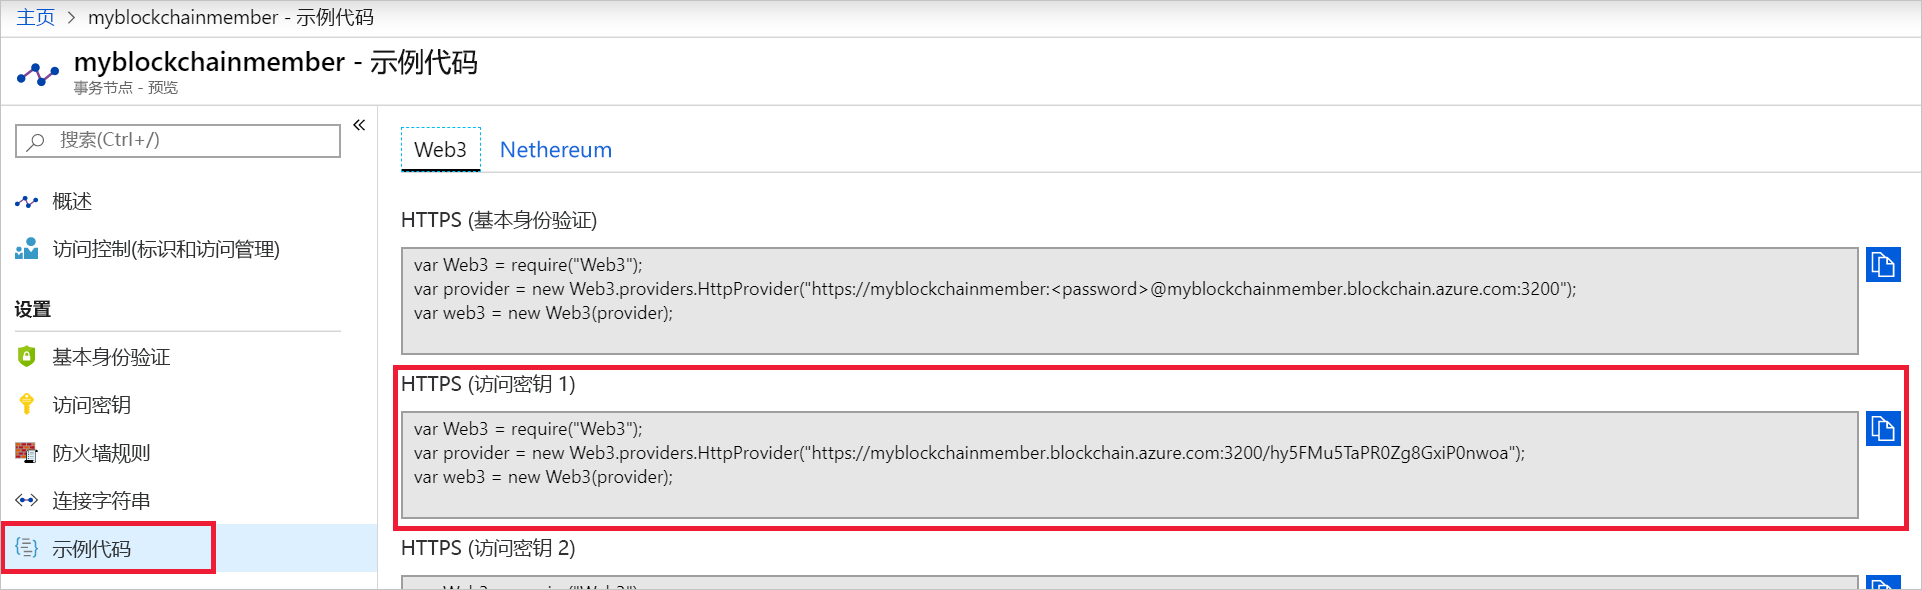 主页 > myblockchainmember - 示例代码
myblockchainmember - 示例代码
事务节点 - 预览
搜索(Ctrl+/)
«
概述
访问控制(标识和访问管理)
设置
基本身份验证
访问密钥
防火墙规则
连接字符串
示例代码
Web3 Nethereum
HTTPS (基本身份验证)
var Web3 = require("Web3");
var provider = new Web3.providers.HttpProvider("https://myblockchainmember:<password>@myblockchainmember.blockchain.azure.com:3200");
var web3 = new Web3(provider);
HTTPS (访问密钥 1)
var Web3 = require("Web3");
var provider = new Web3.providers.HttpProvider("https://myblockchainmember.blockchain.azure.com:3200/hy5FMu5TaPR0Zg8GxiP0nwoa");
var web3 = new Web3(provider);
HTTPS (访问密钥 2)
var Web3 = require("Web3");